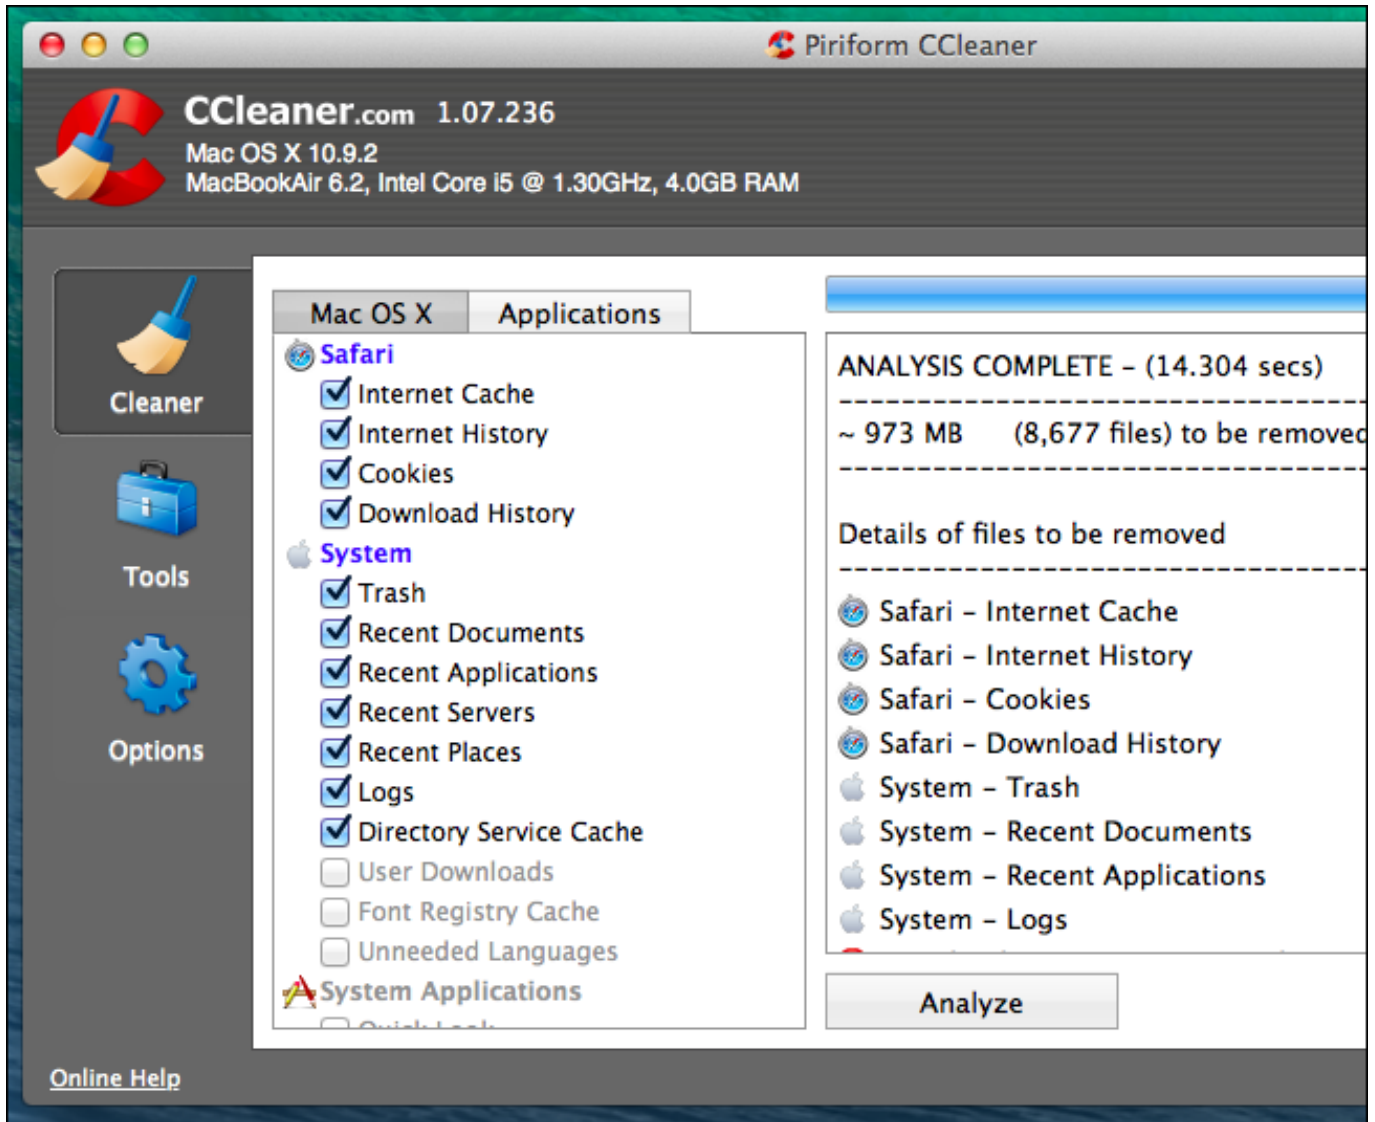 Piriform CCleaner
CCleaner.com 1.07.236
Mac OS X 10.9.2
MacBookAir 6.2, Intel Core i5 @ 1.30GHz, 4.0GB RAM
Cleaner
Tools
Options
Mac OS X
Applications
Safari
Internet Cache
Internet History
Cookies
Download History
System
Trash
Recent Documents
Recent Applications
Recent Servers
Recent Places
Logs
Directory Service Cache
User Downloads
Font Registry Cache
Unneeded Languages
System Applications
ANALYSIS COMPLETE - (14.304 secs)
--------------------------------------
~ 973 MB (8,677 files) to be removed
--------------------------------------
Details of files to be removed
--------------------------------------
Safari - Internet Cache
Safari - Internet History
Safari - Cookies
Safari - Download History
System - Trash
System - Recent Documents
System - Recent Applications
System - Logs
Analyze
Online Help